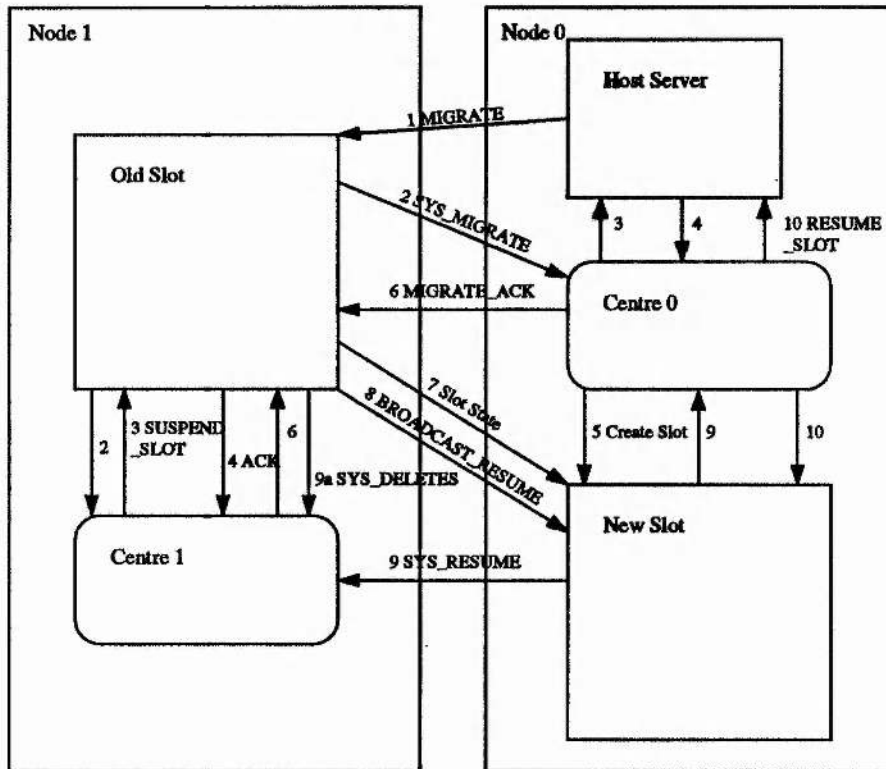 Node 1
Node 0
Host Server
1 MIGRATE
Old Slot
2 SYS_MIGRATE
3
4
10 RESUME
_SLOT
6 MIGRATE_ACK
Centre 0
7 Slot State
8 BROADCAST_RESUME
2
3 SUSPEND
_SLOT
4 ACK
6
9a SYS_DELETES
5 Create Slot
9
10
New Slot
Centre 1
9 SYS_RESUME